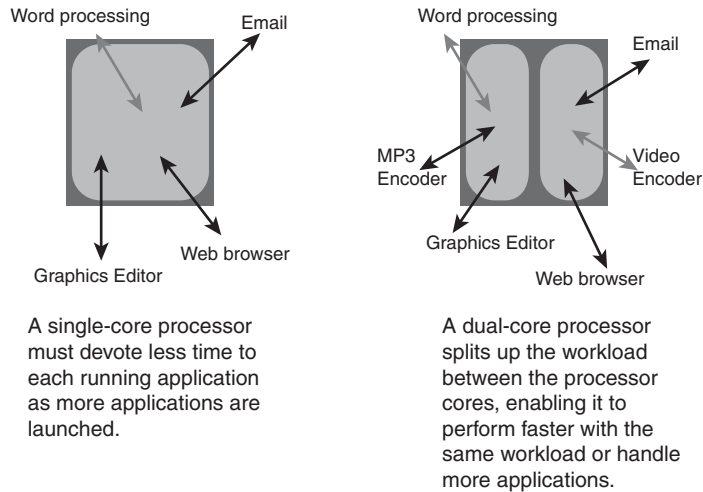 Word processing
Email
Graphics Editor
Web browser
A single-core processor
must devote less time to
each running application
as more applications are
launched.
Word processing
Email
MP3
Encoder
Video
Encoder
Graphics Editor
Web browser
A dual-core processor
splits up the workload
between the processor
cores, enabling it to
perform faster with the
same workload or handle
more applications.